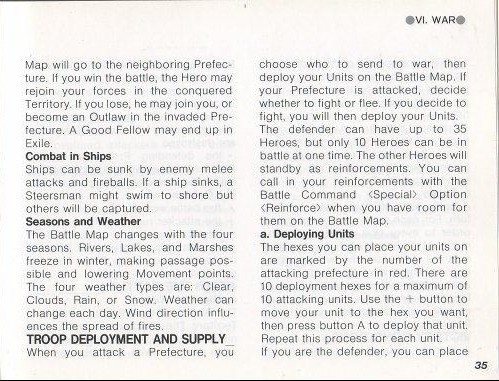 ●VI. WAR●
Map will go to the neighboring Prefec-
ture. If you win the battle, the Hero may
rejoin your forces in the conquered
Territory. If you lose, he may join you, or
become an Outlaw in the invaded Pre-
fecture. A Good Fellow may end up in
Exile.
Combat in Ships
Ships can be sunk by enemy melee
attacks and fireballs. If a ship sinks, a
Steersman might swim to shore but
others will be captured.
Seasons and Weather
The Battle Map changes with the four
seasons. Rivers, Lakes, and Marshes
freeze in winter, making passage pos-
sible and lowering Movement points.
The four weather types are: Clear,
Clouds, Rain, or Snow. Weather can
change each day. Wind direction influ-
ences the spread of fires.
TROOP DEPLOYMENT AND SUPPLY
When you attack a Prefecture, you
choose who to send to war, then
deploy your Units on the Battle Map. If
your Prefecture is attacked, decide
whether to fight or flee. If you decide to
fight, you will then deploy your Units.
The defender can have up to 35
Heroes, but only 10 Heroes can be in
battle at one time. The other Heroes will
standby as reinforcements. You can
call in your reinforcements with the
Battle Command <Special> Option
<Reinforce> when you have room for
them on the Battle Map.
a. Deploying Units
The hexes you can place your units on
are marked by the number of the
attacking prefecture in red. There are
10 deployment hexes for a maximum of
10 attacking units. Use the + button to
move your unit to the hex you want,
then press button A to deploy that unit.
Repeat this process for each unit.
If you are the defender, you can place
35